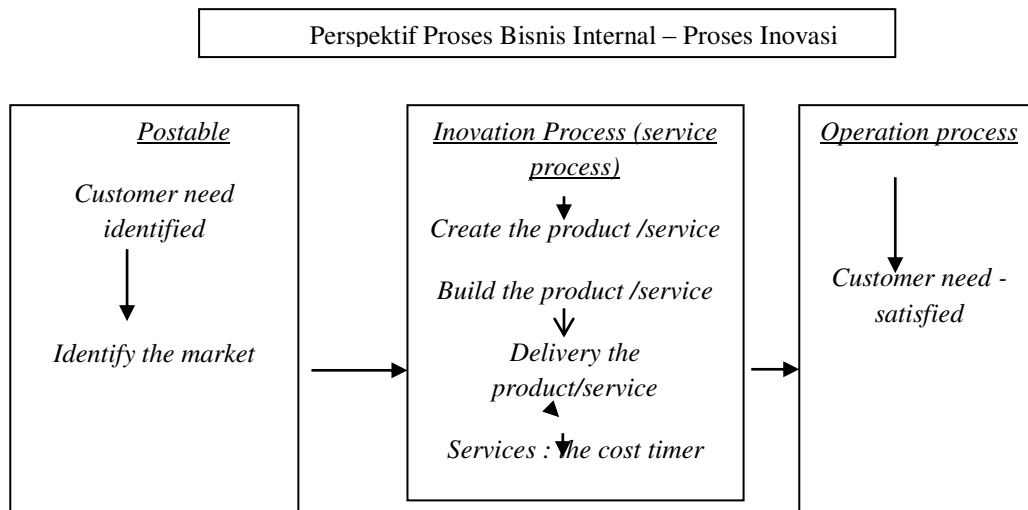 Perspektif Proses Bisnis Internal – Proses Inovasi
Postable
Customer need
identified
Identify the market
Inovation Process (service
process)
Create the product /service
Build the product /service
Delivery the
product/service
Services : the cost timer
Operation process
Customer need -
satisfied